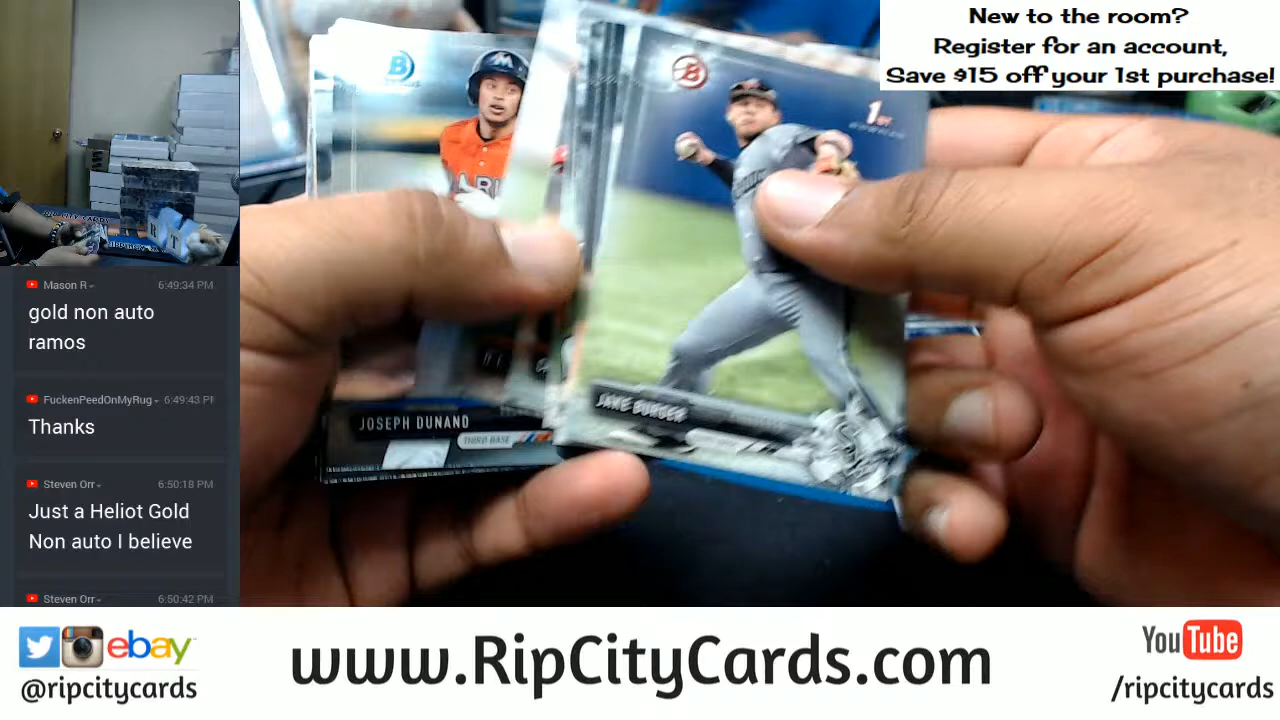 New to the room?
Register for an account,
Save $15 off your 1st purchase!
1st
JAKE BURGER
JOSEPH DUNAND
THIRD BASE
Mason R 6:49:34 PM
gold non auto
ramos
FuckenPeedOnMyRug 6:49:43 PM
Thanks
Steven Orr 6:50:18 PM
Just a Heliot Gold
Non auto I believe
Steven Orr 6:50:42 PM
ebay
@ripcitycards
www.RipCityCards.com
YouTube
/ripcitycards